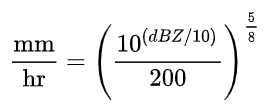 mm/hr = (10^(dBZ/10) / 200)^(5/8)